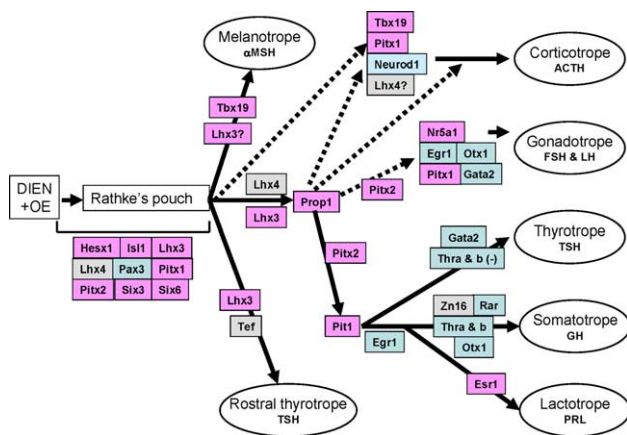 Melanotrope
αMSH
Tbx19
Pitx1
Neurod1
Lhx4?
Corticotrope
ACTH
Tbx19
Lhx3?
Nr5a1
Egr1 Otx1
Pitx1 Gata2
Gonadotrope
FSH & LH
DIEN
+OE
Rathke's pouch
Lhx4
Lhx3
Prop1
Pitx2
Hesx1 Isl1 Lhx3
Lhx4 Pax3 Pitx1
Pitx2 Six3 Six6
Pitx2
Gata2
Thra & b (-)
Thyrotrope
TSH
Lhx3
Tef
Pit1
Egr1
Zn16 Rar
Thra & b
Otx1
Somatotrope
GH
Esr1
Rostral thyrotrope
TSH
Lactotrope
PRL